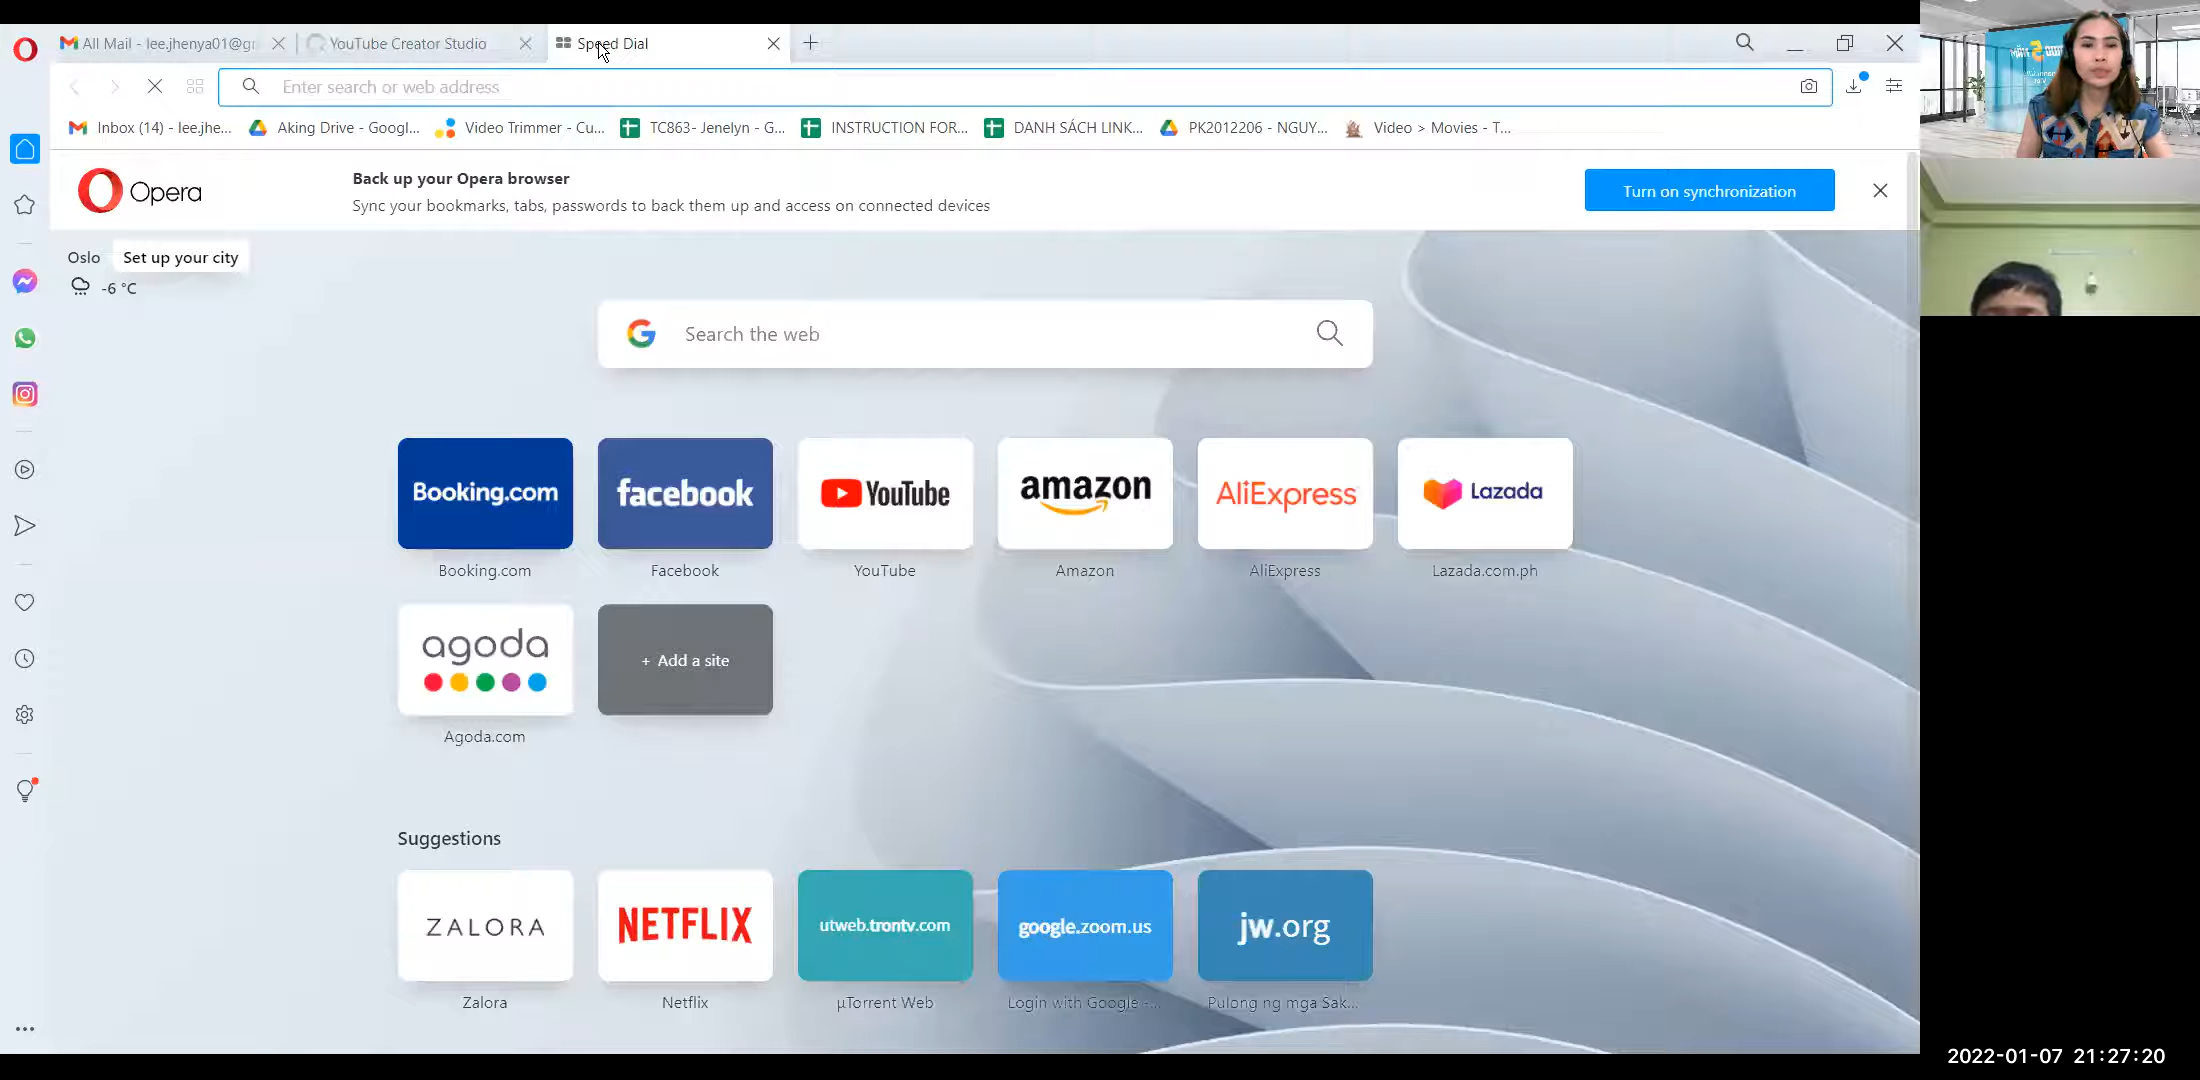 All Mail - lee.jhenya01@g
YouTube Creator Studio
Speed Dial
Enter search or web address
Inbox (14) - lee.jhe...
Aking Drive - Googl...
Video Trimmer - Cu...
TC863- Jenelyn - G...
INSTRUCTION FOR...
DANH SÁCH LINK...
PK2012206 - NGUY...
Video > Movies - T...
Opera
Back up your Opera browser
Sync your bookmarks, tabs, passwords to back them up and access on connected devices
Turn on synchronization
Oslo
Set up your city
-6 °C
Search the web
Booking.com
facebook
YouTube
amazon
AliExpress
Lazada
Booking.com
Facebook
YouTube
Amazon
AliExpress
Lazada.com.ph
agoda
+ Add a site
Agoda.com
Suggestions
ZALORA
NETFLIX
utweb.trontv.com
google.zoom.us
jw.org
Zalora
Netflix
µTorrent Web
Login with Google -...
Pulong ng mga Sak...
2022-01-07 21:27:20